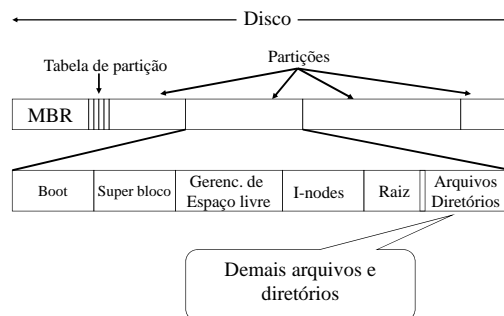 Disco
Tabela de partição
Partições
MBR
Boot
Super bloco
Gerenc. de
Espaço livre
I-nodes
Raiz
Arquivos
Diretórios
Demais arquivos e
diretórios